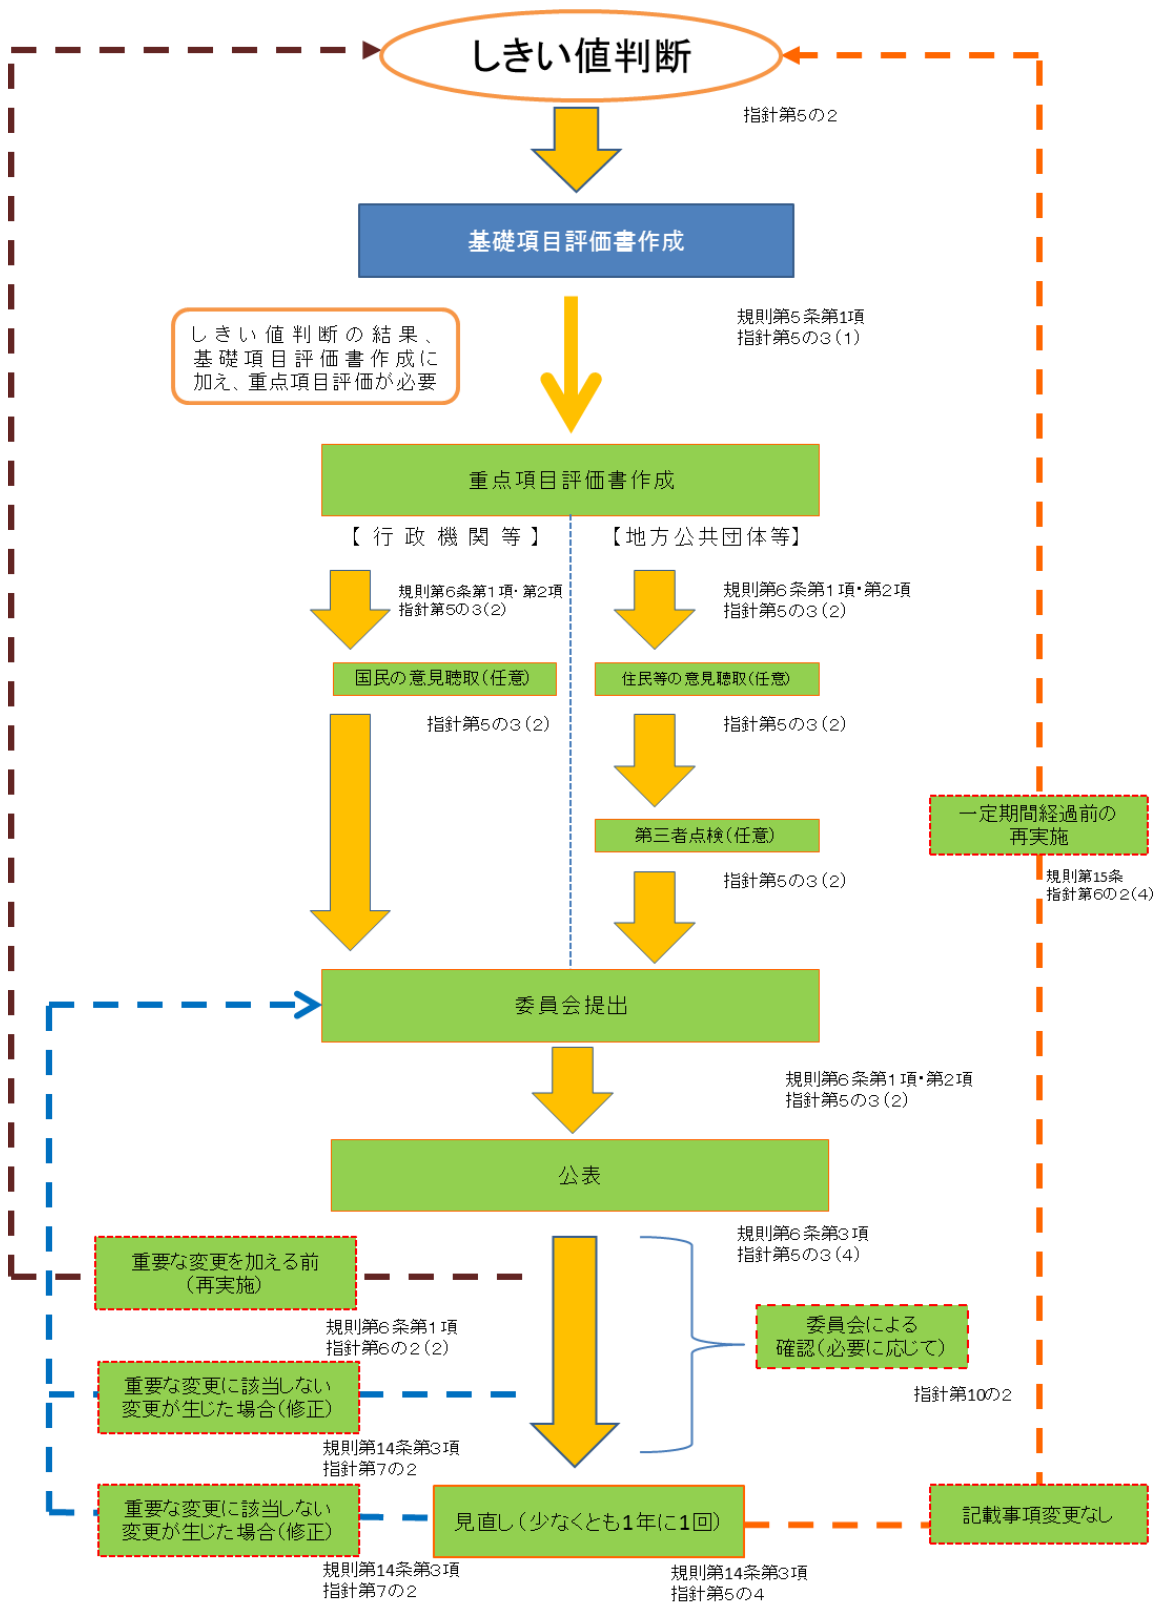 しきい値判断
指針第5の2
基礎項目評価書作成
規則第5条第1項
指針第5の3(1)
しきい値判断の結果、
基礎項目評価書作成に
加え、重点項目評価が必要
重点項目評価書作成
【行政機関等】
【地方公共団体等】
規則第6条第1項・第2項
指針第5の3(2)
規則第6条第1項・第2項
指針第5の3(2)
国民の意見聴取(任意)
住民等の意見聴取(任意)
指針第5の3(2)
指針第5の3(2)
一定期間経過前の
再実施
第三者点検(任意)
規則第15条
指針第6の2(4)
指針第5の3(2)
委員会提出
規則第6条第1項・第2項
指針第5の3(2)
公表
規則第6条第3項
指針第5の3(4)
重要な変更を加える前
(再実施)
規則第6条第1項
指針第6の2(2)
委員会による
確認(必要に応じて)
指針第10の2
重要な変更に該当しない
変更が生じた場合(修正)
規則第14条第3項
指針第7の2
重要な変更に該当しない
変更が生じた場合(修正)
見直し(少なくとも1年に1回)
記載事項変更なし
規則第14条第3項
指針第7の2
規則第14条第3項
指針第5の4